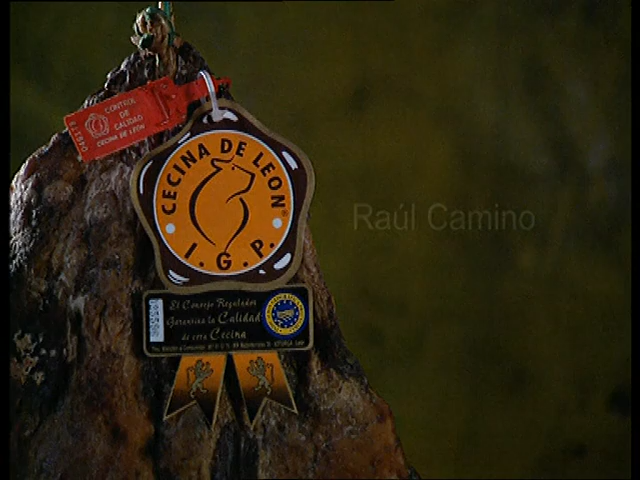 CONTROL
DE
CALIDAD
CECINA DE LEÓN
CECINA DE LEON
®
I.G.P.
Raúl Camino
El Consejo Regulador
Garantiza la Calidad
de esta Cecina